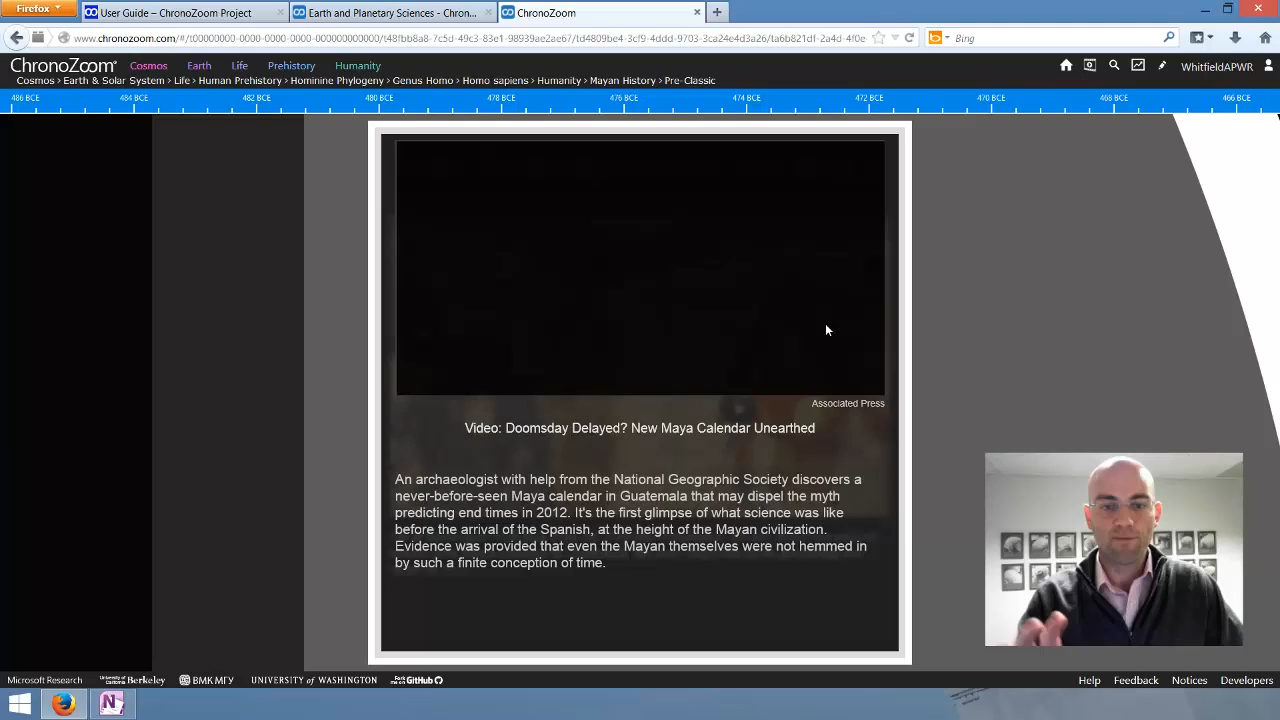 Firefox
User Guide – ChronoZoom Project
Earth and Planetary Sciences - Chron...
ChronoZoom
www.chronozoom.com/#/t00000000-0000-0000-0000-000000000000/t48fbb8a8-7c5d-49c3-83e1-98939ae2ae67/td4809be4-3cf9-4ddd-9703-3ca24e4d3a26/ta6b821df-2a4d-4f0e-
Bing
ChronoZoom
Cosmos Earth Life Prehistory Humanity
WhitfieldAPWR
Cosmos › Earth & Solar System › Life › Human Prehistory › Hominine Phylogeny › Genus Homo › Homo sapiens › Humanity › Mayan History › Pre-Classic
486 BCE 484 BCE 482 BCE 480 BCE 478 BCE 476 BCE 474 BCE 472 BCE 470 BCE 468 BCE 466 BCE
Associated Press
Video: Doomsday Delayed? New Maya Calendar Unearthed
An archaeologist with help from the National Geographic Society discovers a
never-before-seen Maya calendar in Guatemala that may dispel the myth
predicting end times in 2012. It's the first glimpse of what science was like
before the arrival of the Spanish, at the height of the Mayan civilization.
Evidence was provided that even the Mayan themselves were not hemmed in
by such a finite conception of time.
Microsoft Research
University of California Berkeley
ВМК МГУ
UNIVERSITY of WASHINGTON
Fork me on GitHub
Help Feedback Notices Developers